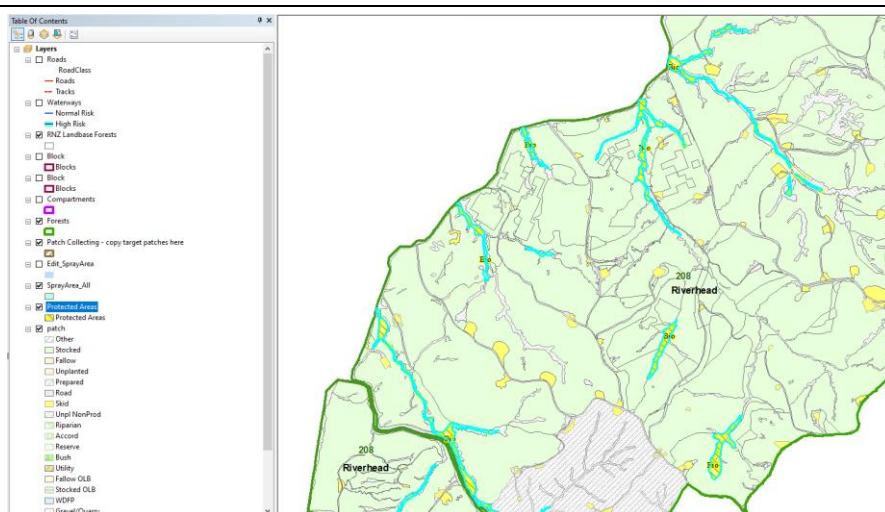 Table Of Contents
Layers
Roads
RoadClass
Roads
Tracks
Waterways
Normal Risk
High Risk
RNZ Landbase Forests
Block
Blocks
Block
Blocks
Compartments
Forests
Patch Collecting - copy target patches here
Edit_SprayArea
SprayArea_All
Protected Areas
Protected Areas
patch
Other
Stocked
Fallow
Unplanted
Prepared
Road
Skid
Unpl NonProd
Riparian
Accord
Reserve
Bush
Utility
Fallow OLB
Stocked OLB
WDFP
Gravel/Quarry
208
Riverhead
208
Riverhead